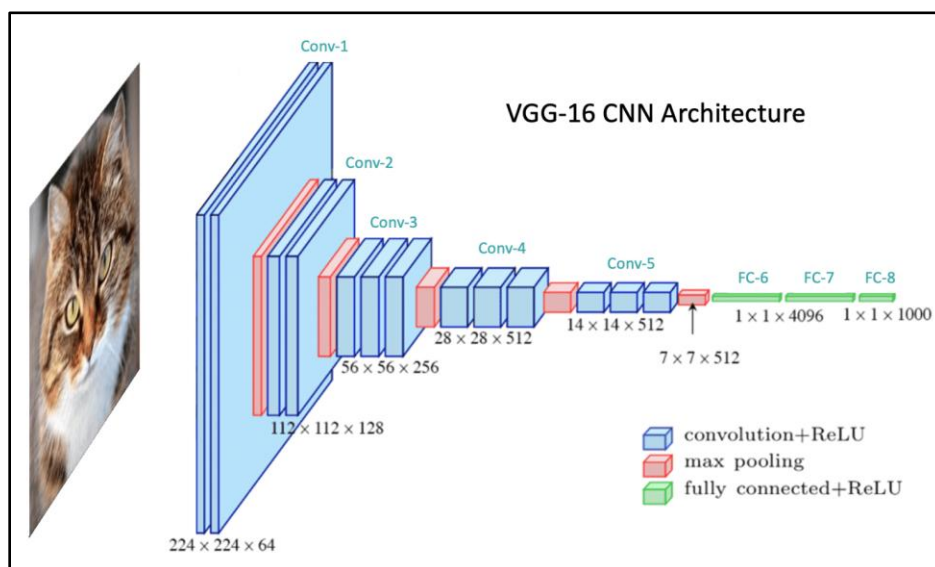 Conv-1
VGG-16 CNN Architecture
Conv-2
Conv-3
Conv-4
Conv-5
FC-6
FC-7
FC-8
1 × 1 × 4096
1 × 1 × 1000
14 × 14 × 512
28 × 28 × 512
7 × 7 × 512
56 × 56 × 256
112 × 112 × 128
convolution+ReLU
max pooling
fully connected+ReLU
224 × 224 × 64